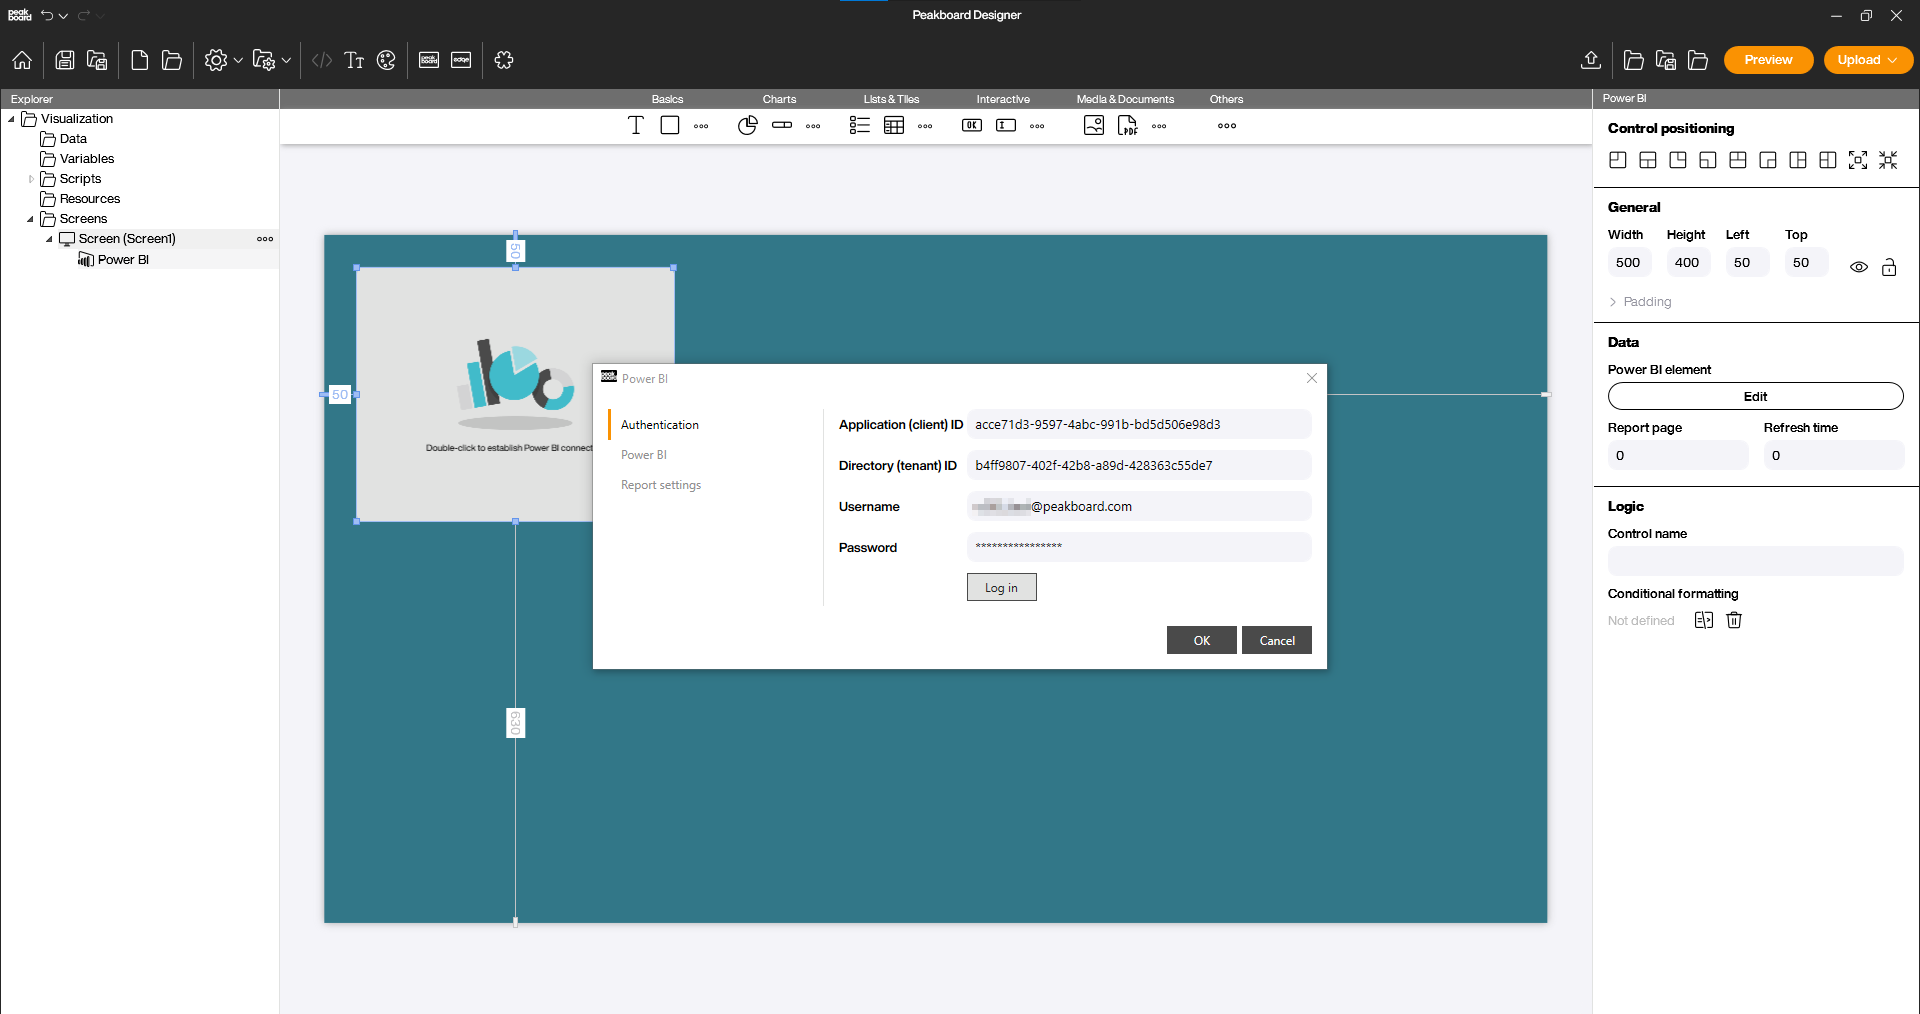 peak board
Peakboard Designer
Preview
Upload
Explorer
Basics
Charts
Lists & Tiles
Interactive
Media & Documents
Others
Power BI
OK
PDF
Visualization
Data
Variables
Scripts
Resources
Screens
Screen (Screen1)
Power BI
50
50
630
Double-click to establish Power BI connect
Power BI
Authentication
Power BI
Report settings
Application (client) ID
acce71d3-9597-4abc-991b-bd5d506e98d3
Directory (tenant) ID
b4ff9807-402f-42b8-a89d-428363c55de7
Username
@peakboard.com
Password
****************
Log in
OK
Cancel
Control positioning
General
Width
Height
Left
Top
500
400
50
50
Padding
Data
Power BI element
Edit
Report page
Refresh time
0
0
Logic
Control name
Conditional formatting
Not defined